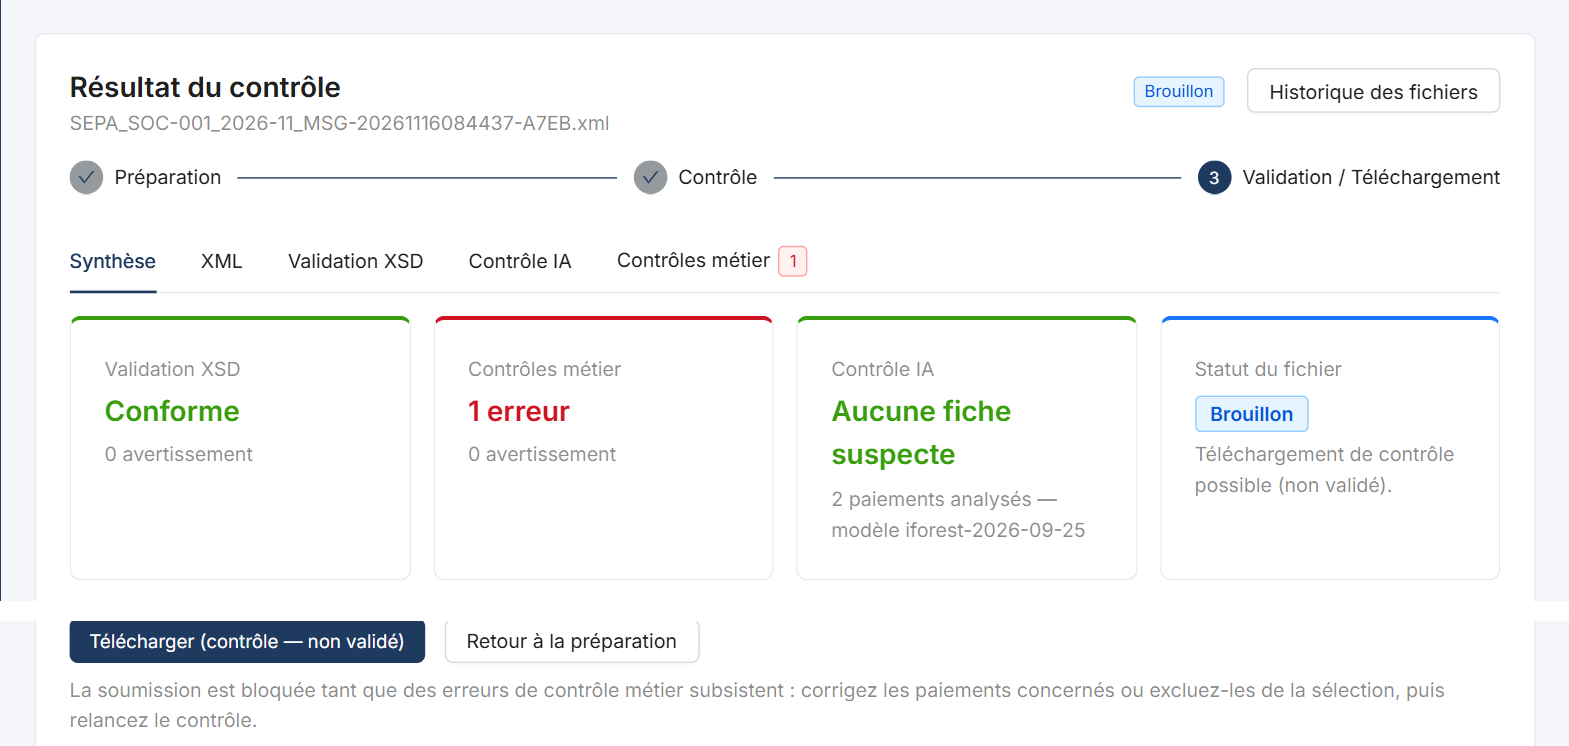 Résultat du contrôle
Brouillon
Historique des fichiers
SEPA_SOC-001_2026-11_MSG-20261116084437-A7EB.xml
Préparation
Contrôle
3 Validation / Téléchargement
Synthèse
XML
Validation XSD
Contrôle IA
Contrôles métier 1
Validation XSD
Conforme
0 avertissement
Contrôles métier
1 erreur
0 avertissement
Contrôle IA
Aucune fiche
suspecte
2 paiements analysés —
modèle iforest-2026-09-25
Statut du fichier
Brouillon
Téléchargement de contrôle
possible (non validé).
Télécharger (contrôle — non validé)
Retour à la préparation
La soumission est bloquée tant que des erreurs de contrôle métier subsistent : corrigez les paiements concernés ou excluez-les de la sélection, puis
relancez le contrôle.